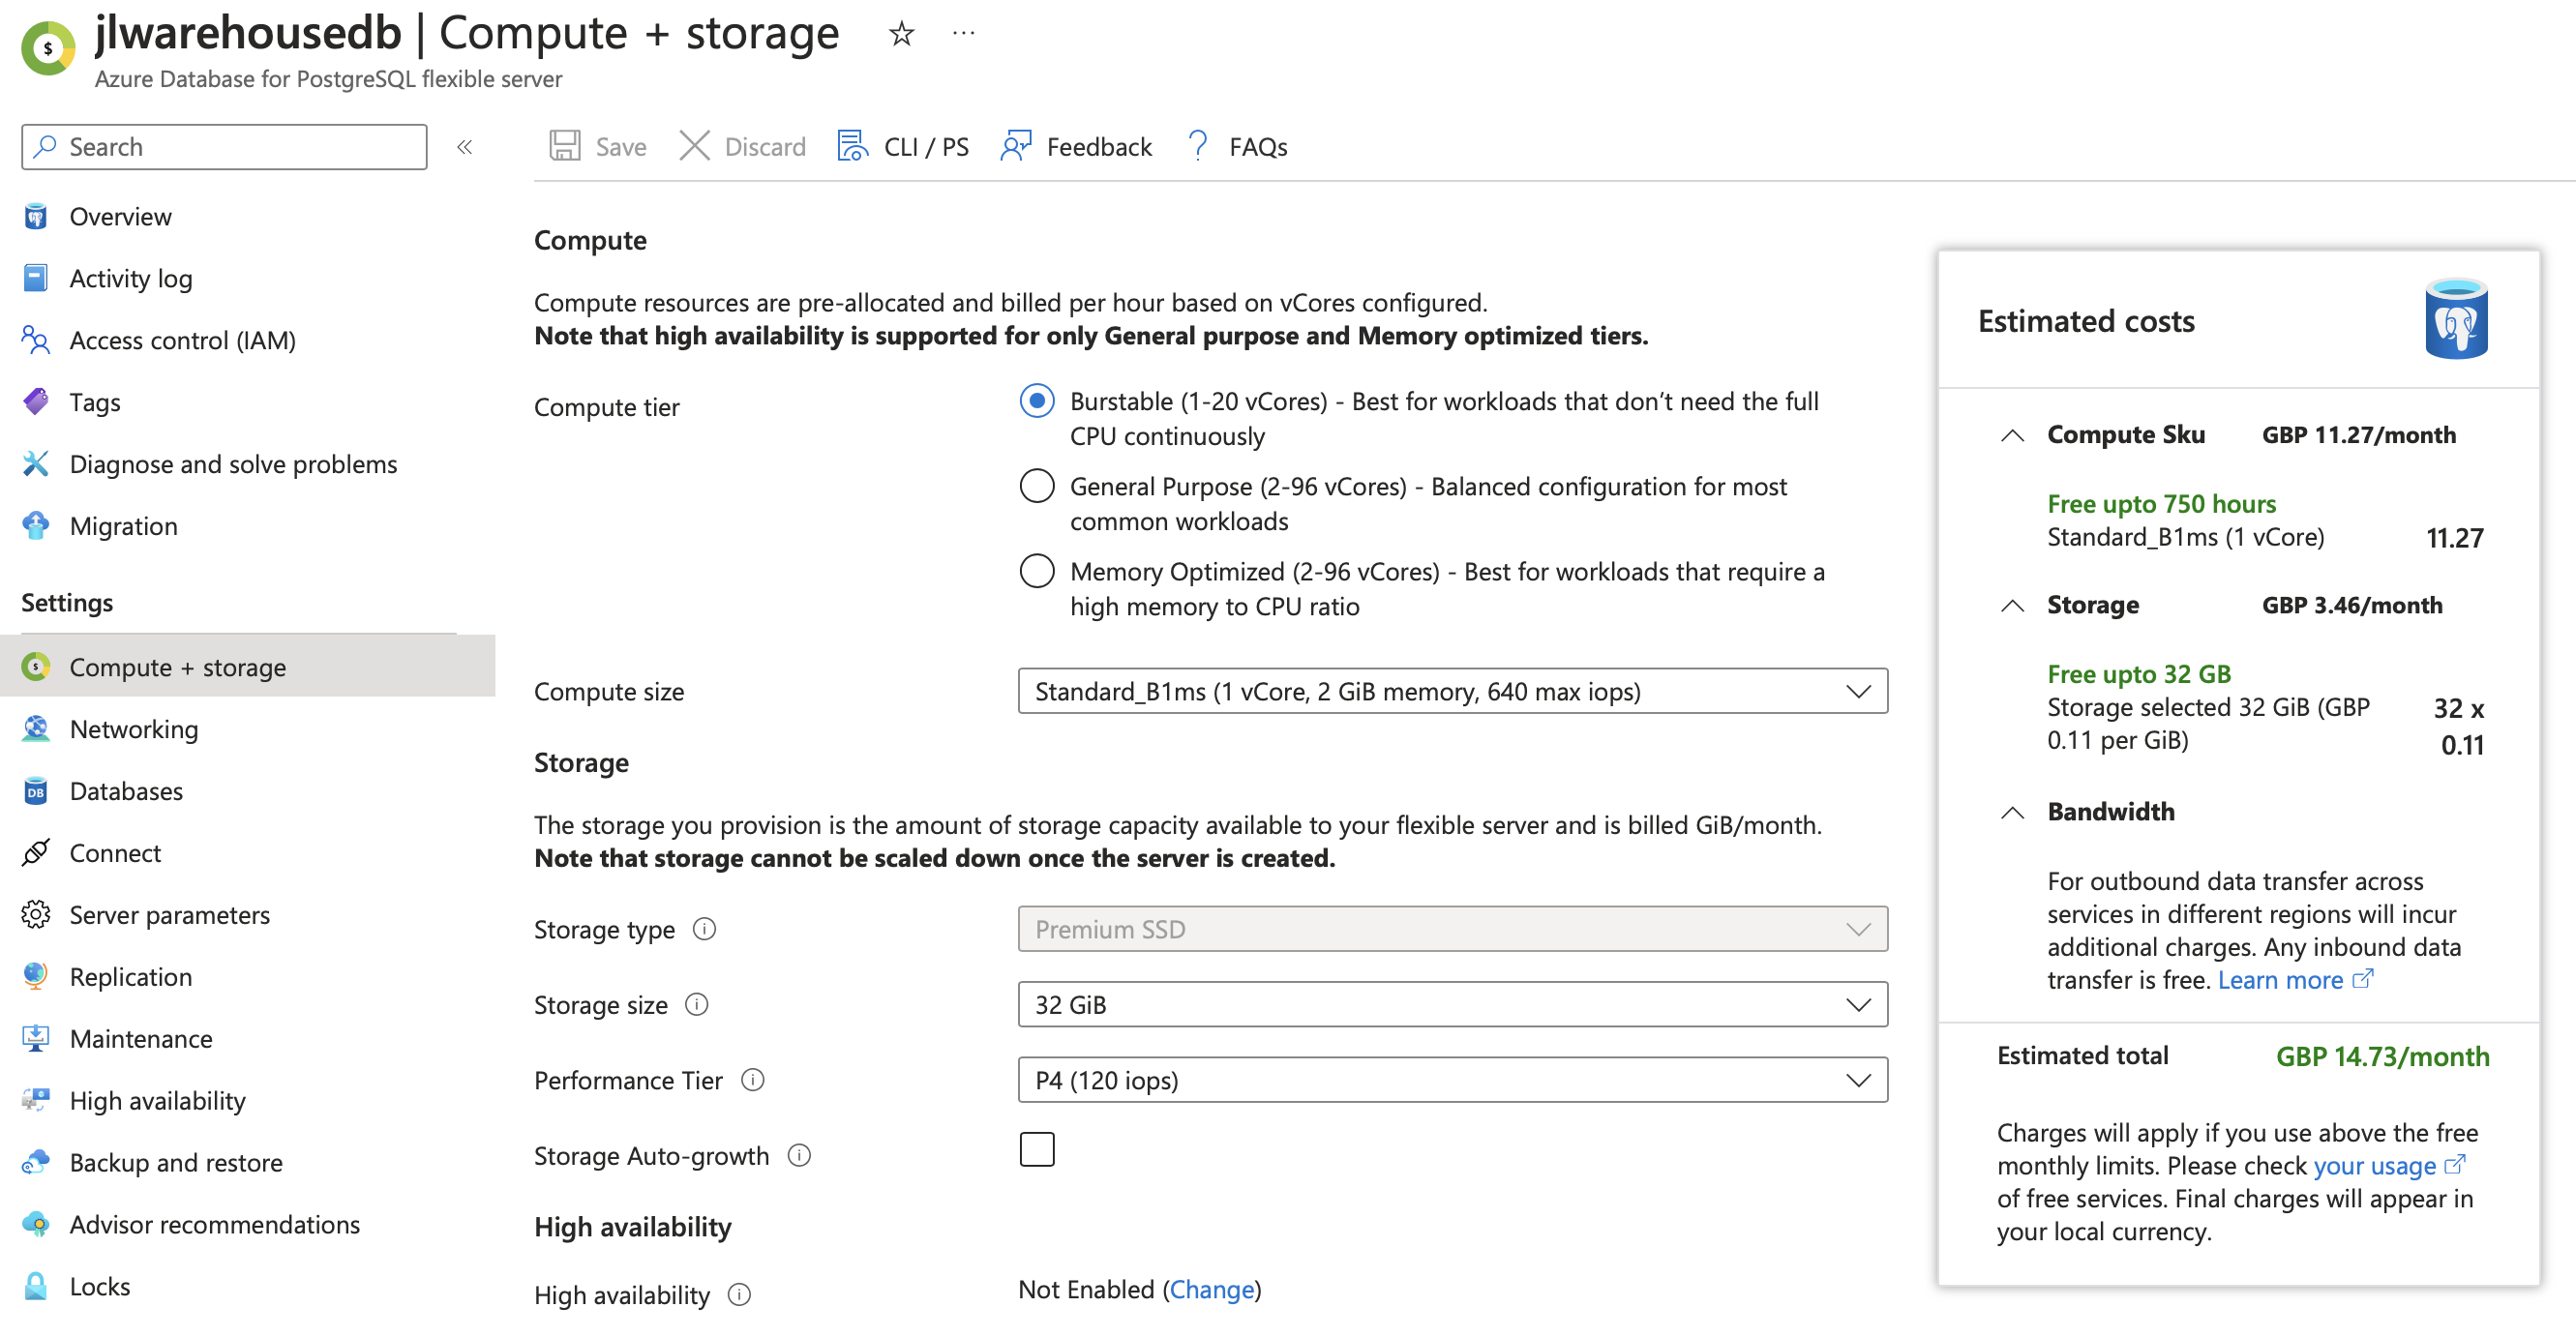 jlwarehousedb | Compute + storage
Azure Database for PostgreSQL flexible server
Search
Overview
Activity log
Access control (IAM)
Tags
Diagnose and solve problems
Migration
Settings
Compute + storage
Networking
DB
Databases
Connect
Server parameters
Replication
Maintenance
High availability
Backup and restore
Advisor recommendations
Locks
Save
Discard
CLI / PS
Feedback
FAQs
Compute
Compute resources are pre-allocated and billed per hour based on vCores configured.
Note that high availability is supported for only General purpose and Memory optimized tiers.
Compute tier
Burstable (1-20 vCores) - Best for workloads that don’t need the full
CPU continuously
General Purpose (2-96 vCores) - Balanced configuration for most
common workloads
Memory Optimized (2-96 vCores) - Best for workloads that require a
high memory to CPU ratio
Compute size
Standard_B1ms (1 vCore, 2 GiB memory, 640 max iops)
Storage
The storage you provision is the amount of storage capacity available to your flexible server and is billed GiB/month.
Note that storage cannot be scaled down once the server is created.
Storage type
Premium SSD
Storage size
32 GiB
Performance Tier
P4 (120 iops)
Storage Auto-growth
High availability
High availability
Not Enabled (Change)
Estimated costs
Compute Sku GBP 11.27/month
Free upto 750 hours
Standard_B1ms (1 vCore) 11.27
Storage GBP 3.46/month
Free upto 32 GB
Storage selected 32 GiB (GBP 32 x
0.11 per GiB) 0.11
Bandwidth
For outbound data transfer across
services in different regions will incur
additional charges. Any inbound data
transfer is free. Learn more
Estimated total GBP 14.73/month
Charges will apply if you use above the free
monthly limits. Please check your usage
of free services. Final charges will appear in
your local currency.